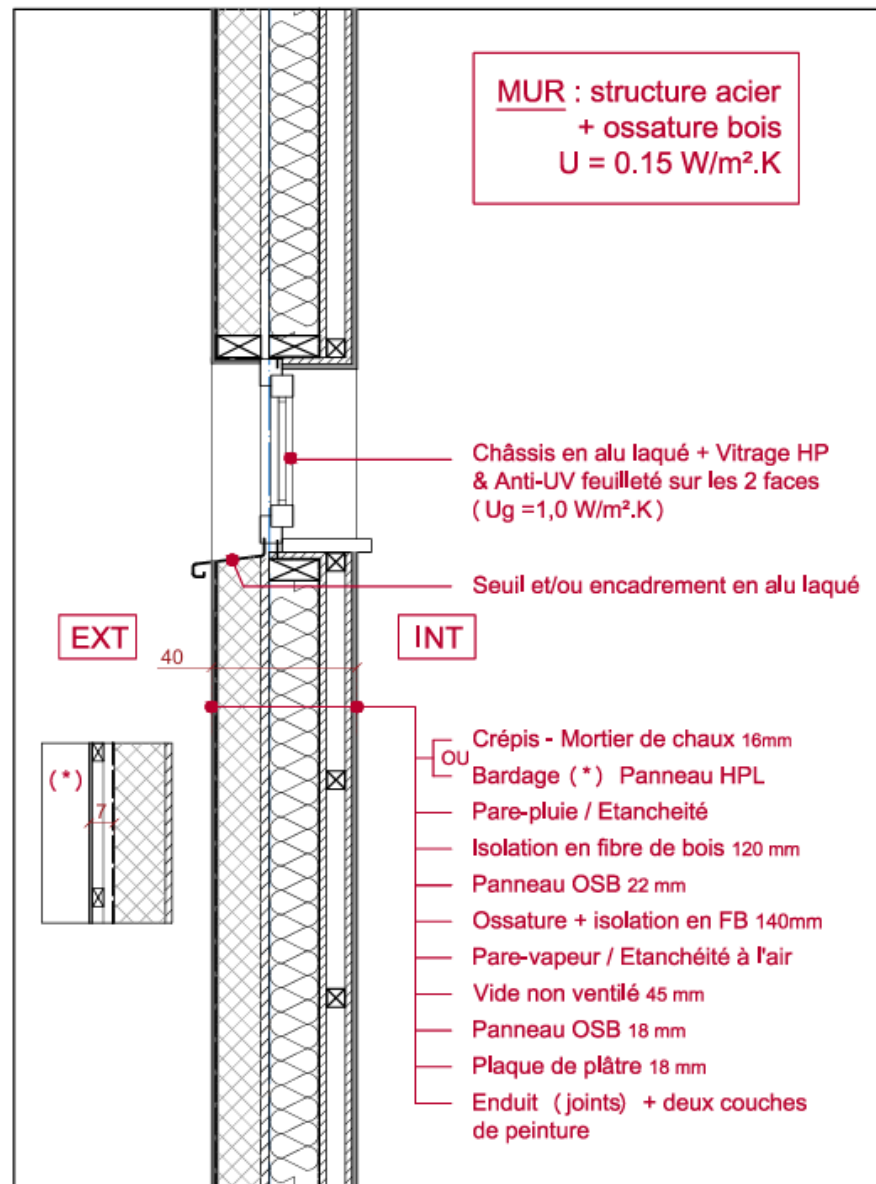 MUR : structure acier
+ ossature bois
U = 0.15 W/m².K
Châssis en alu laqué + Vitrage HP
& Anti-UV feuilleté sur les 2 faces
( Ug =1,0 W/m².K )
Seuil et/ou encadrement en alu laqué
EXT
INT
40
(*)
7
OU
Crépis - Mortier de chaux 16mm
Bardage (*) Panneau HPL
Pare-pluie / Etancheité
Isolation en fibre de bois 120 mm
Panneau OSB 22 mm
Ossature + isolation en FB 140mm
Pare-vapeur / Etanchéité à l'air
Vide non ventilé 45 mm
Panneau OSB 18 mm
Plaque de plâtre 18 mm
Enduit (joints) + deux couches
de peinture